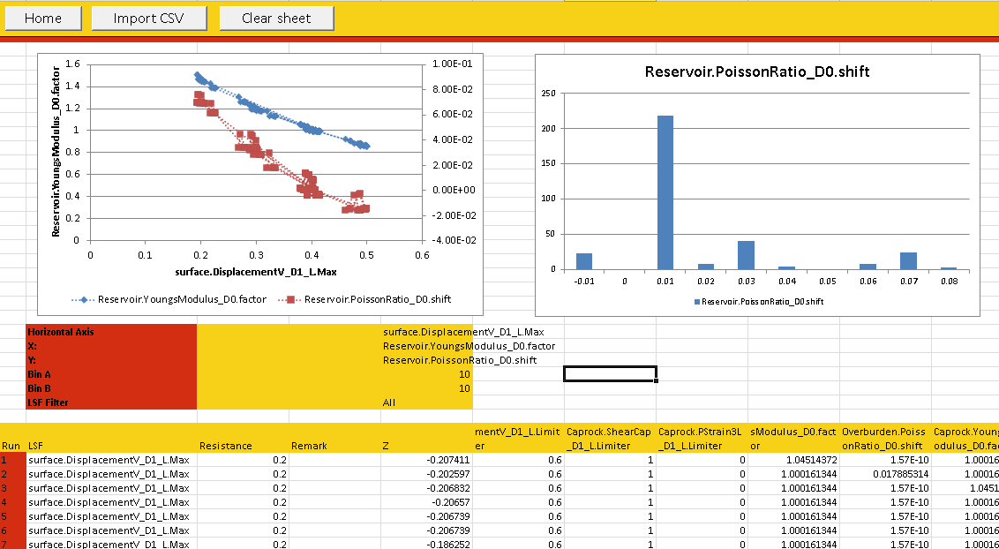 Home Import CSV Clear sheet
1.6
1.4
1.2
1
0.8
0.6
0.4
0.2
0
Reservoir.YoungsModulus_D0.factor
1.00E-01
8.00E-02
6.00E-02
4.00E-02
2.00E-02
0.00E+00
-2.00E-02
-4.00E-02
0 0.1 0.2 0.3 0.4 0.5 0.6
surface.DisplacementV_D1_L.Max
Reservoir.YoungsModulus_D0.factor Reservoir.PoissonRatio_D0.shift
Reservoir.PoissonRatio_D0.shift
250
200
150
100
50
0
-0.01 0 0.01 0.02 0.03 0.04 0.05 0.06 0.07 0.08
Reservoir.PoissonRatio_D0.shift
Horizontal Axis surface.DisplacementV_D1_L.Max
X: Reservoir.YoungsModulus_D0.factor
Y: Reservoir.PoissonRatio_D0.shift
Bin A 10
Bin B 10
LSF Filter All
mentV_D1_L.Limit Caprock.ShearCap Caprock.PStrain3L sModulus_D0.fact Overburden.Poiss Caprock.Young
Run LSF Resistance Remark Z er _D1_L.Limiter _D1_L.Limiter or onRatio_D0.shift odulus_D0.fa
1 surface.DisplacementV_D1_L.Max 0.2 -0.207411 0.6 1 0 1.04514372 1.57E-10 1.00016
2 surface.DisplacementV_D1_L.Max 0.2 -0.202597 0.6 1 0 1.000161344 0.017885314 1.00016
3 surface.DisplacementV_D1_L.Max 0.2 -0.206832 0.6 1 0 1.000161344 1.57E-10 1.0451
4 surface.DisplacementV_D1_L.Max 0.2 -0.20657 0.6 1 0 1.000161344 1.57E-10 1.00016
5 surface.DisplacementV_D1_L.Max 0.2 -0.206739 0.6 1 0 1.000161344 1.57E-10 1.00016
6 surface.DisplacementV_D1_L.Max 0.2 -0.206739 0.6 1 0 1.000161344 1.57E-10 1.00016
7 surface.DisplacementV_D1_L.Max 0.2 -0.186252 0.6 1 0 1.000161344 1.57E-10 1.00016